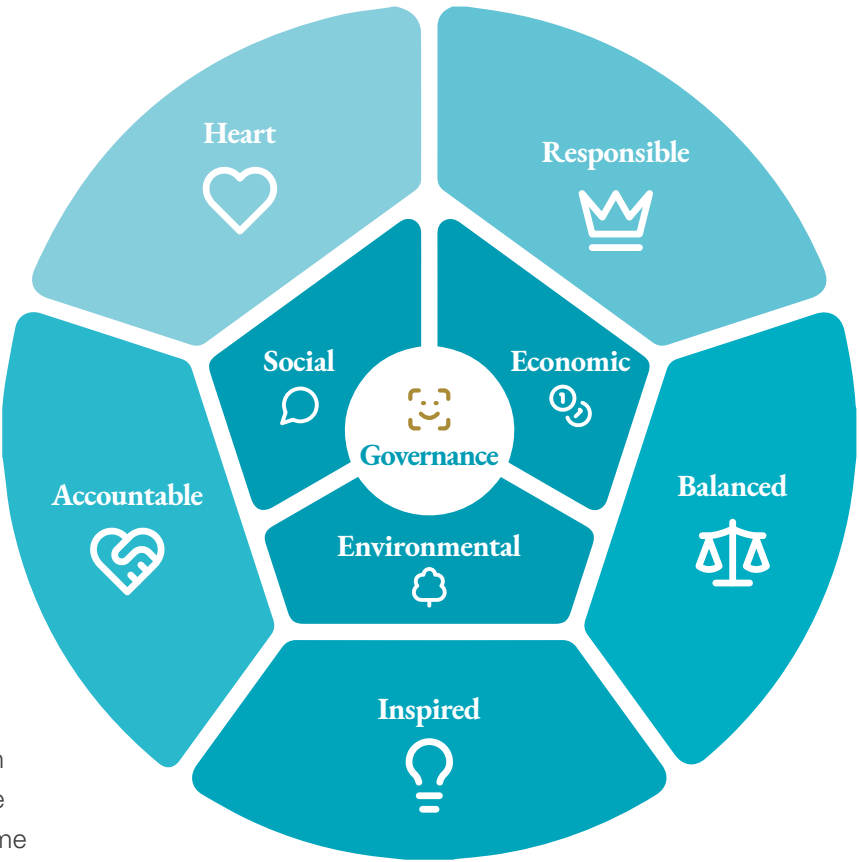 Heart
Responsible
Social
Economic
Governance
Accountable
Balanced
Environmental
Inspired